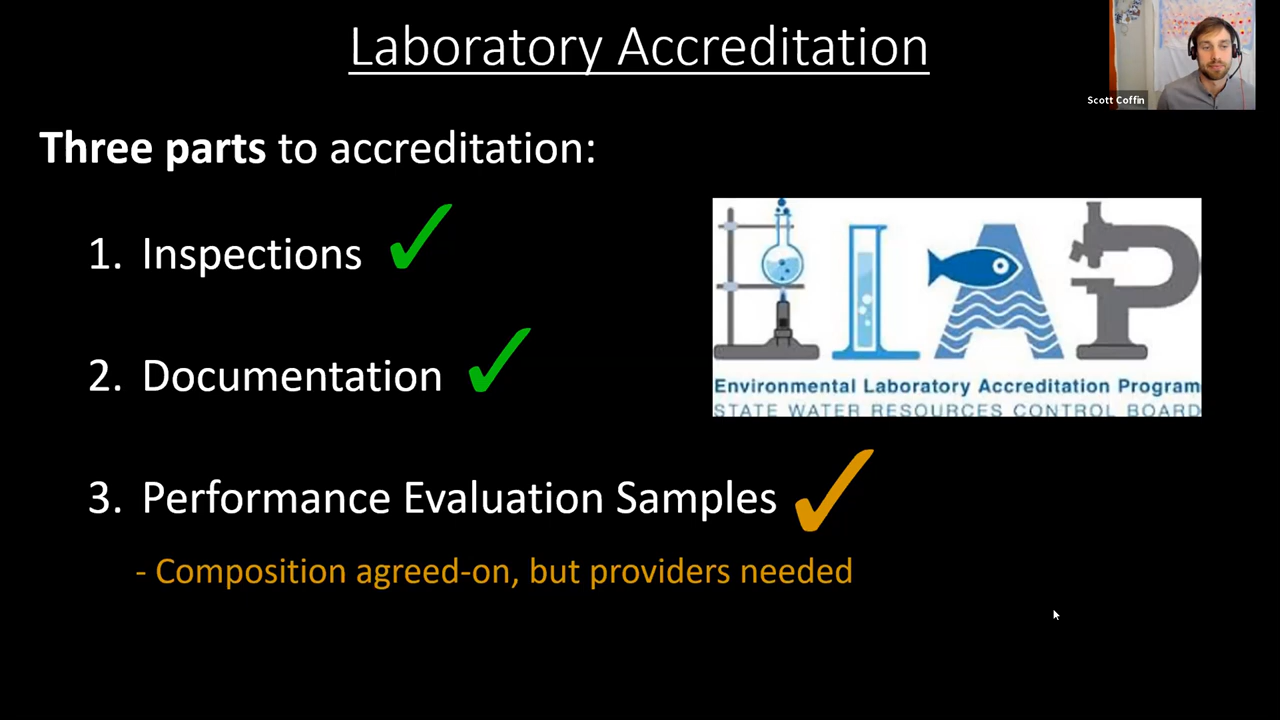 Laboratory Accreditation
Scott Coffin
Three parts to accreditation:
1. Inspections
2. Documentation
3. Performance Evaluation Samples
- Composition agreed-on, but providers needed
ELAP
Environmental Laboratory Accreditation Program
STATE WATER RESOURCES CONTROL BOARD